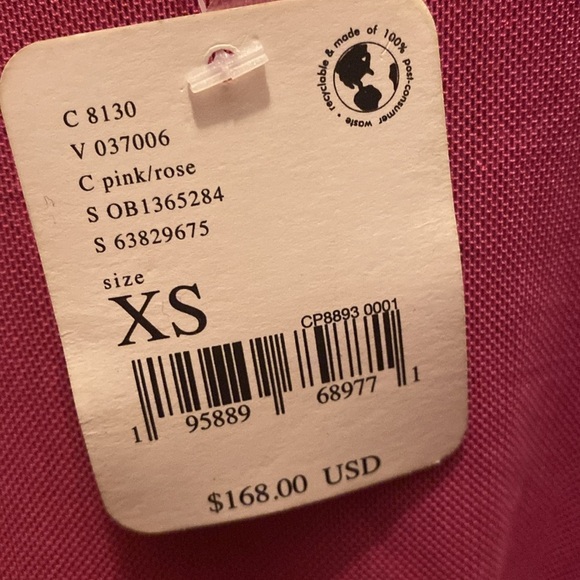 recyclable & made of 100% post-consumer waste •
C 8130
V 037006
C pink/rose
S OB1365284
S 63829675
size
XS
CP8893 0001
1 95889 68977 1
$168.00 USD